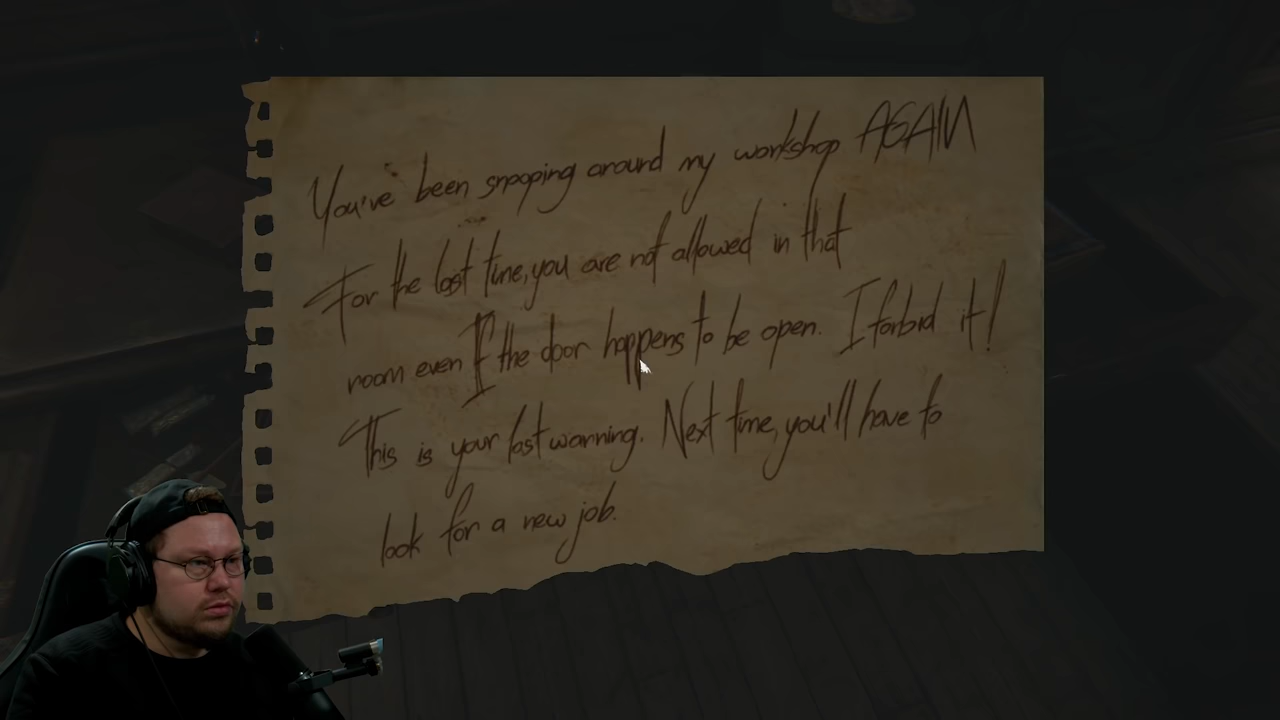 You've been snooping around my workshop AGAIN
For the last time, you are not allowed in that
room even If the door happens to be open. I forbid it!
This is your last warning. Next time, you'll have to
look for a new job.